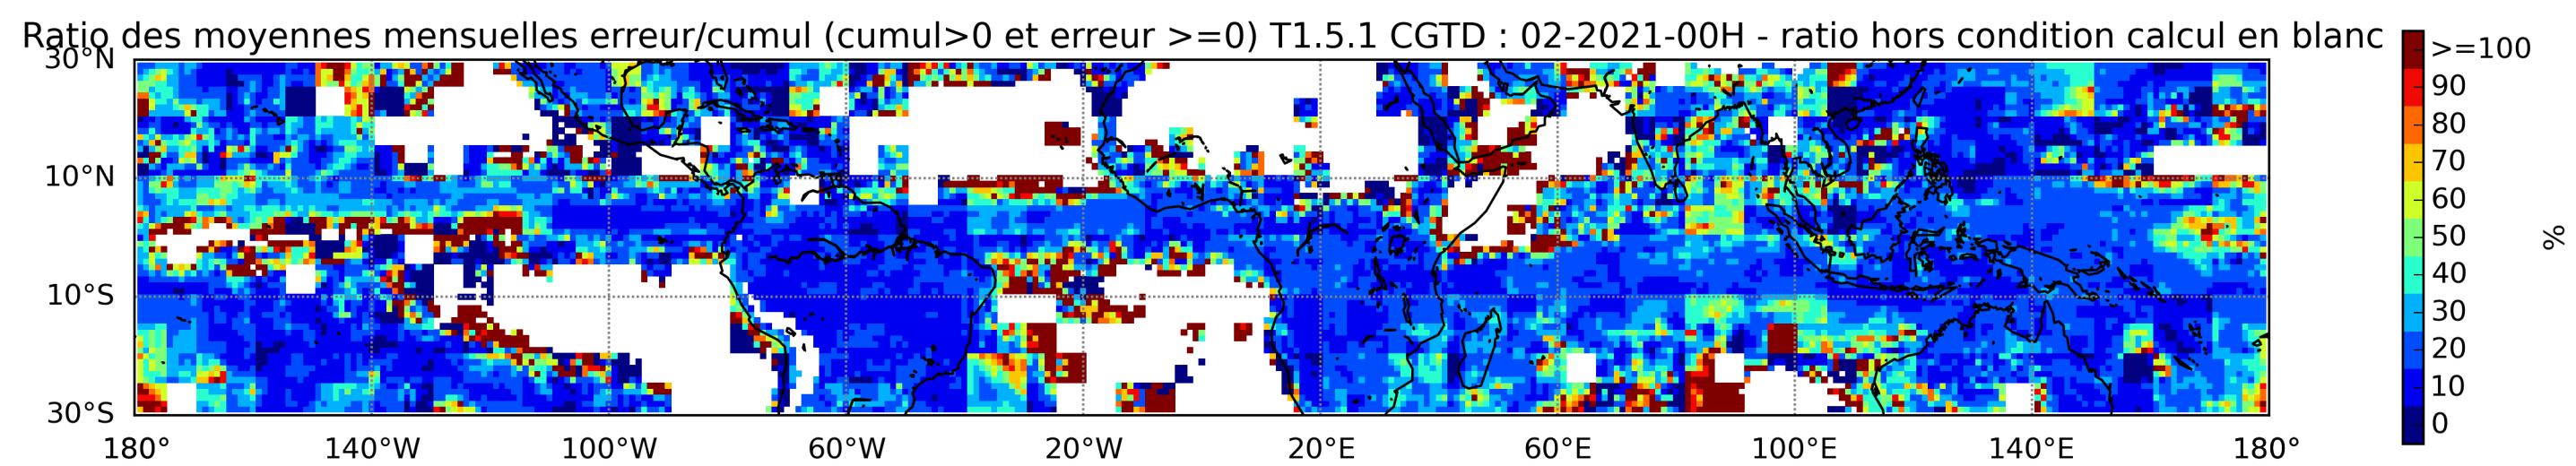 Ratio des moyennes mensuelles erreur/cumul (cumul>0 et erreur >=0) T1.5.1 CGTD : 02-2021-00H - ratio hors condition calcul en blanc
30°N
10°N
10°S
30°S
180° 140°W 100°W 60°W 20°W 20°E 60°E 100°E 140°E 180°
>=100
90
80
70
60
50
40
30
20
10
0
%